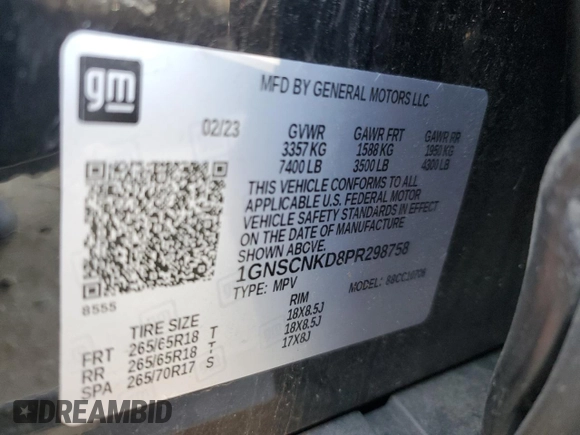 gm
MFD BY GENERAL MOTORS LLC
02/23 GVWR GAWR FRT GAWR RR
3357 KG 1588 KG 1950 KG
7400 LB 3500 LB 4300 LB
THIS VEHICLE CONFORMS TO ALL
APPLICABLE U.S. FEDERAL MOTOR
VEHICLE SAFETY STANDARDS IN EFFECT
ON THE DATE OF MANUFACTURE
SHOWN ABOVE.
1GNSCNKD8PR298758
8555 TYPE: MPV MODEL:
TIRE SIZE RIM
FRT 265/65R18 T 18X8.5J
RR 265/65R18 T 18X8.5J
SPA 265/70R17 S 17X8J
DREAMBID